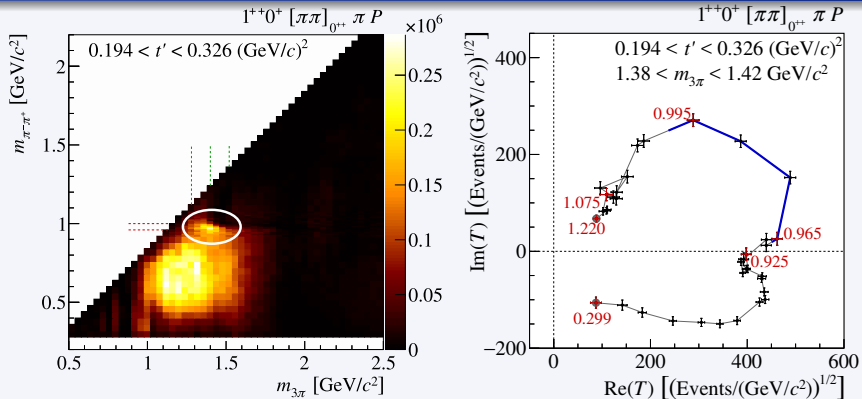 1⁺⁺0⁺ [ππ]₀₊₊ π P
×10⁶
0.194 < t′ < 0.326 (GeV/c)²
m_π⁻π⁺ [GeV/c²]
2
1.5
1
0.5
0.5 1 1.5 2 2.5
m_3π [GeV/c²]
0.25
0.2
0.15
0.1
0.05
0
1⁺⁺0⁺ [ππ]₀₊₊ π P
0.194 < t′ < 0.326 (GeV/c)²
1.38 < m_3π < 1.42 GeV/c²
Im(T) [(Events/(GeV/c²))^1/2]
400
200
0
−200
0.995
1.075
1.220
0.965
0.925
0.299
0 200 400 600
Re(T) [(Events/(GeV/c²))^1/2]